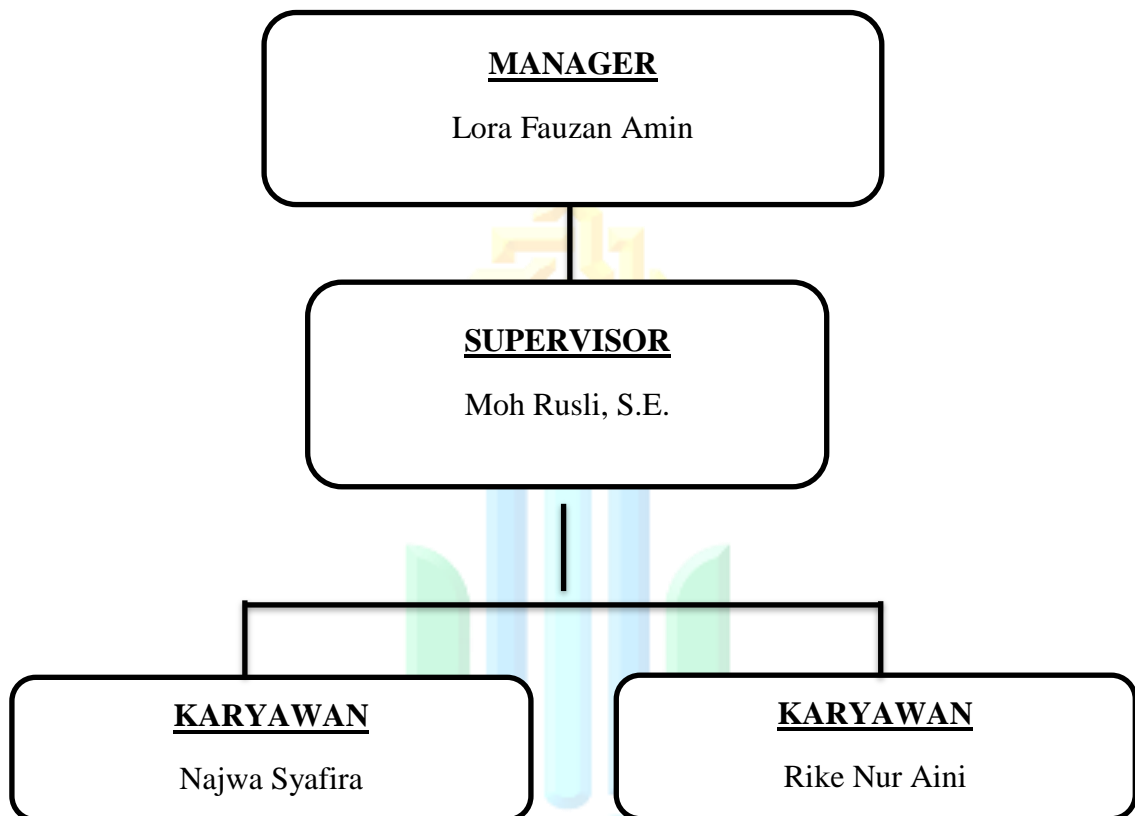 MANAGER
Lora Fauzan Amin
SUPERVISOR
Moh Rusli, S.E.
KARYAWAN
Najwa Syafira
KARYAWAN
Rike Nur Aini